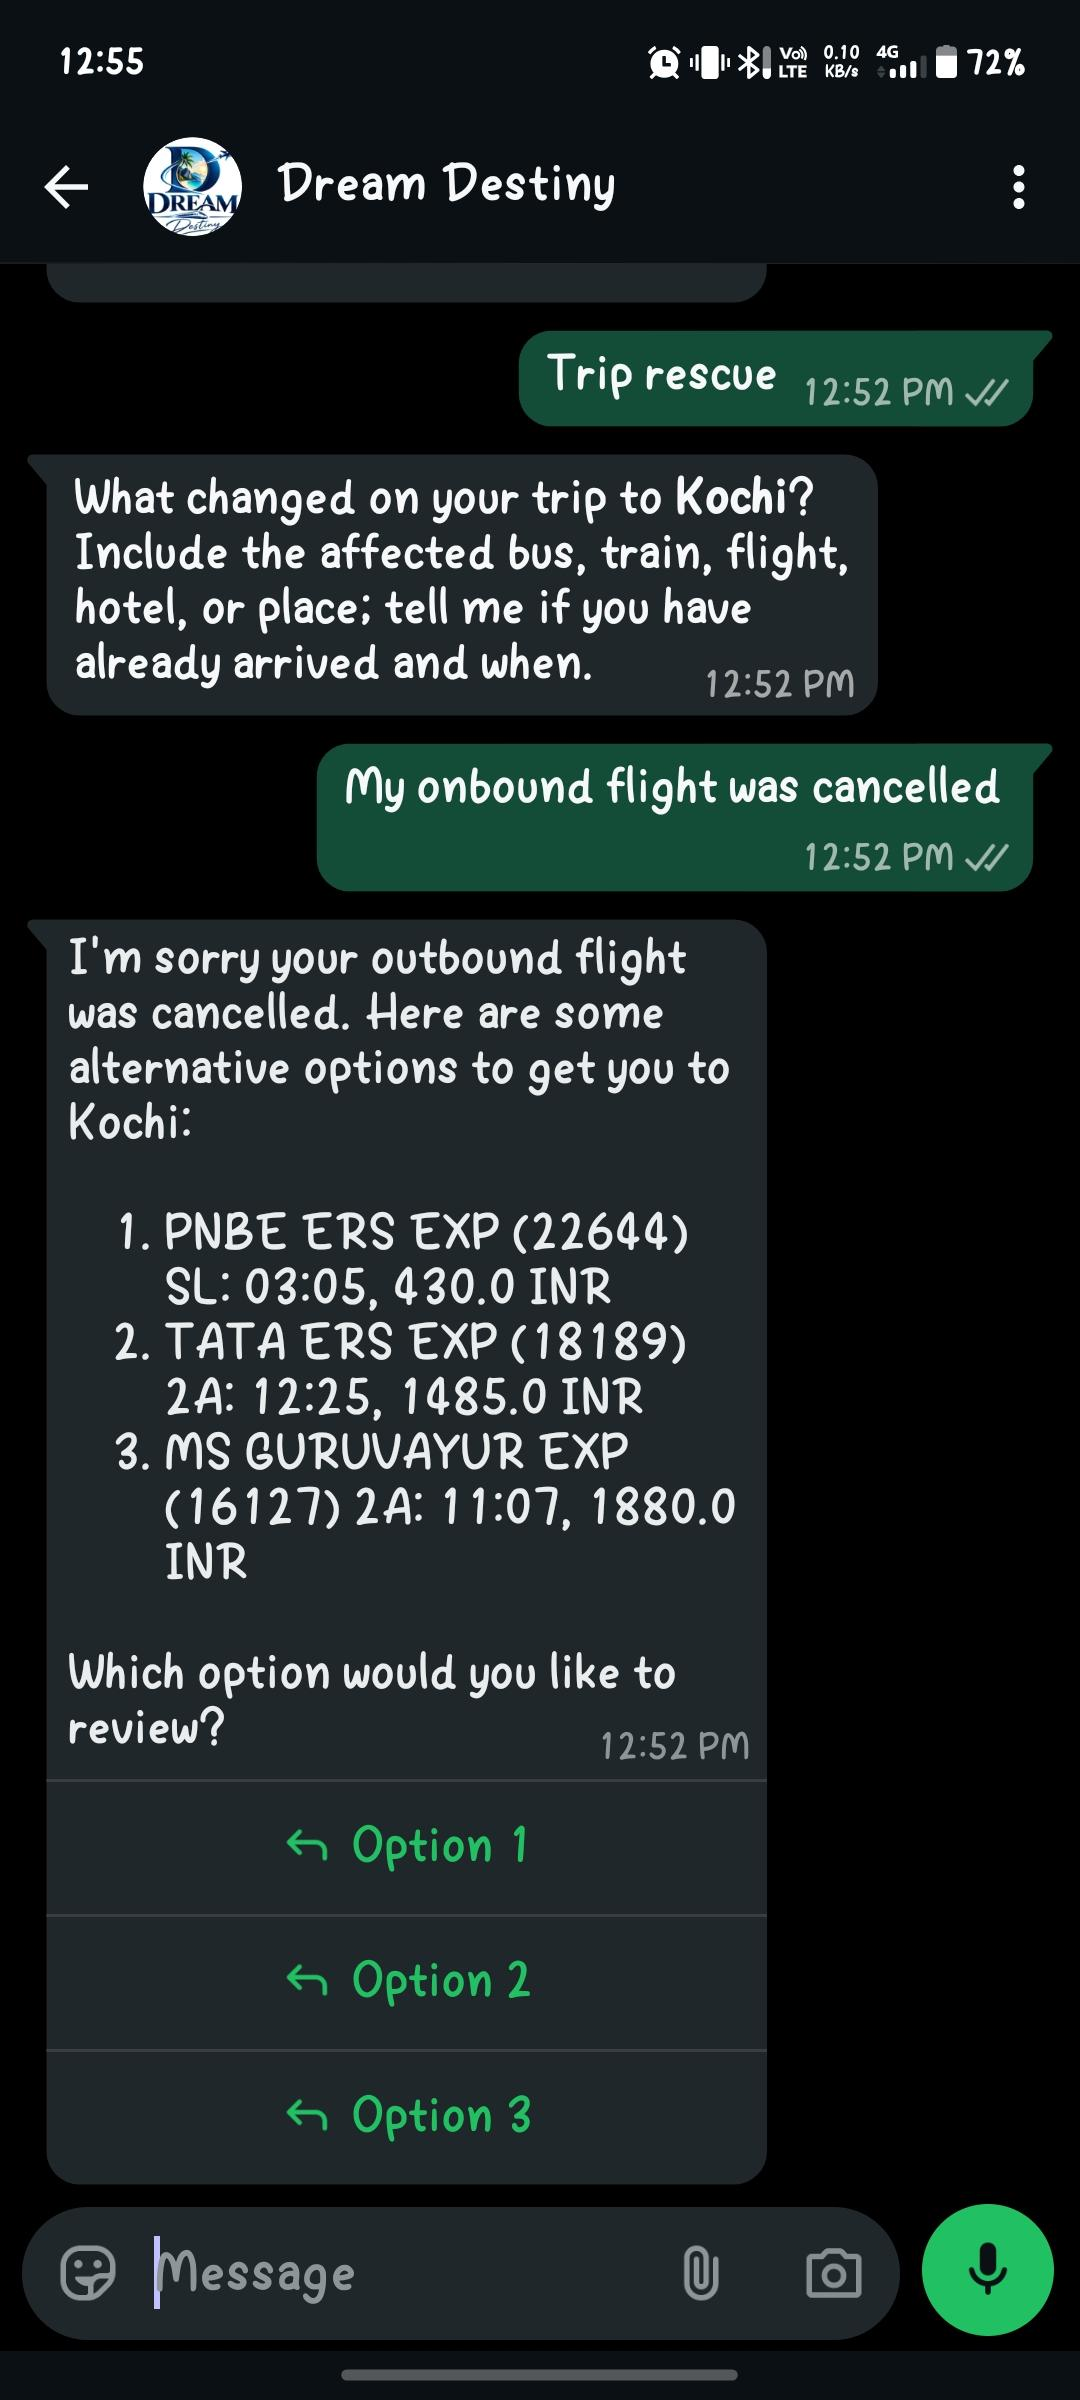 12:55
Vo)) LTE 0.10 KB/s 4G 72%
DREAM
Destiny
Dream Destiny
Trip rescue 12:52 PM
What changed on your trip to Kochi?
Include the affected bus, train, flight,
hotel, or place; tell me if you have
already arrived and when.
12:52 PM
My onbound flight was cancelled
12:52 PM
I'm sorry your outbound flight
was cancelled. Here are some
alternative options to get you to
Kochi:
1. PNBE ERS EXP (22644)
SL: 03:05, 430.0 INR
2. TATA ERS EXP (18189)
2A: 12:25, 1485.0 INR
3. MS GURUVAYUR EXP
(16127) 2A: 11:07, 1880.0
INR
Which option would you like to
review?
12:52 PM
Option 1
Option 2
Option 3
Message